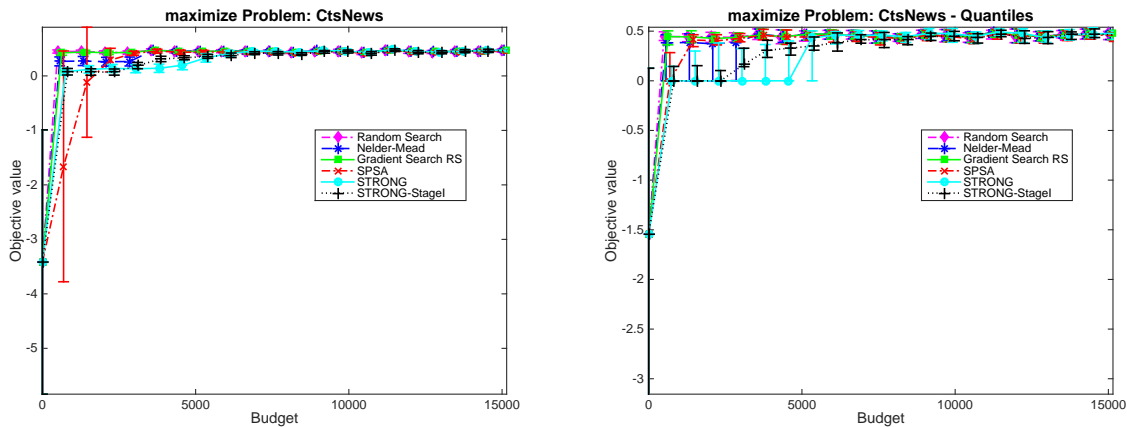 maximize Problem: CtsNews
0
-1
-2
-3
-4
-5
Objective value
Random Search
Nelder-Mead
Gradient Search RS
SPSA
STRONG
STRONG-StageI
0
5000
10000
15000
Budget
maximize Problem: CtsNews - Quantiles
0.5
0
-0.5
-1
-1.5
-2
-2.5
-3
Objective value
Random Search
Nelder-Mead
Gradient Search RS
SPSA
STRONG
STRONG-StageI
0
5000
10000
15000
Budget